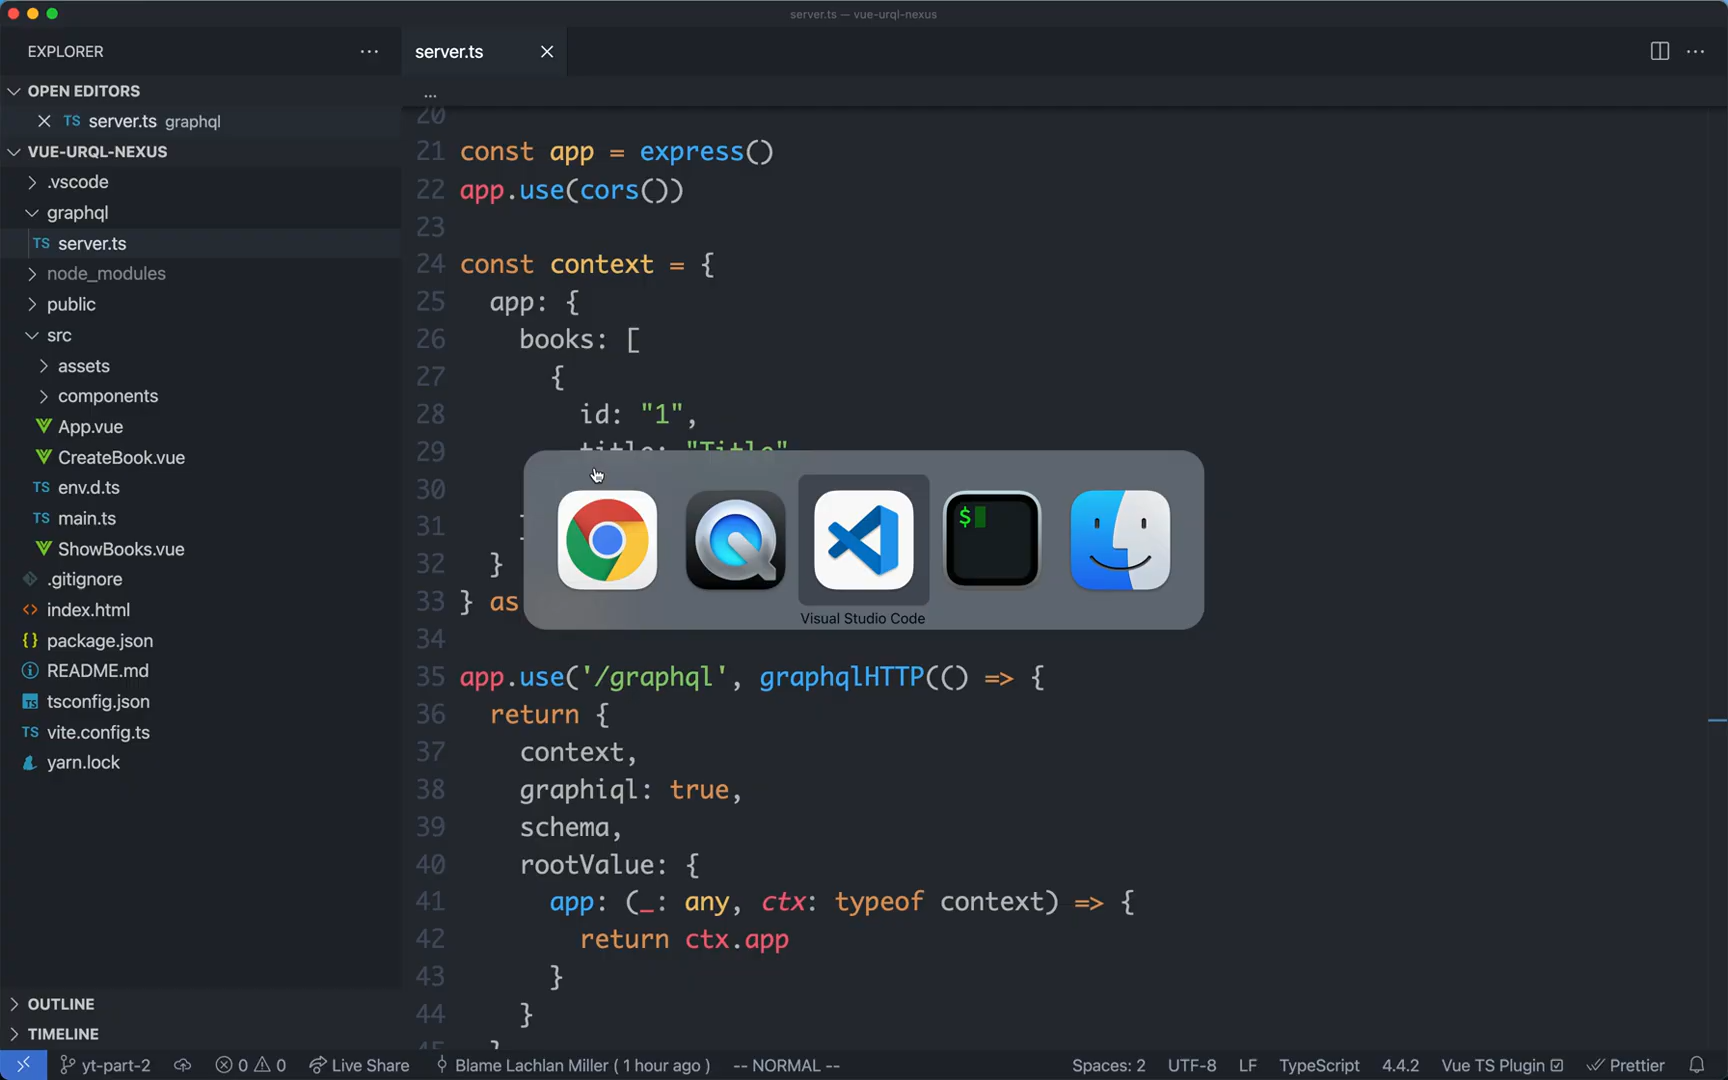 server.ts — vue-urql-nexus
EXPLORER
server.ts
OPEN EDITORS
TS server.ts graphql
VUE-URQL-NEXUS
.vscode
graphql
TS server.ts
node_modules
public
src
assets
components
App.vue
CreateBook.vue
TS env.d.ts
TS main.ts
ShowBooks.vue
.gitignore
<> index.html
{} package.json
README.md
TS tsconfig.json
TS vite.config.ts
yarn.lock
OUTLINE
TIMELINE
...
20
21 const app = express()
22 app.use(cors())
23
24 const context = {
25 app: {
26 books: [
27 {
28 id: "1",
29 title: "Title"
30
31
32 }
33 } as
34
35 app.use('/graphql', graphqlHTTP(() => {
36 return {
37 context,
38 graphiql: true,
39 schema,
40 rootValue: {
41 app: (_: any, ctx: typeof context) => {
42 return ctx.app
43 }
44 }
45 }
$
Visual Studio Code
yt-part-2 0 0 Live Share Blame Lachlan Miller ( 1 hour ago ) -- NORMAL -- Spaces: 2 UTF-8 LF TypeScript 4.4.2 Vue TS Plugin Prettier